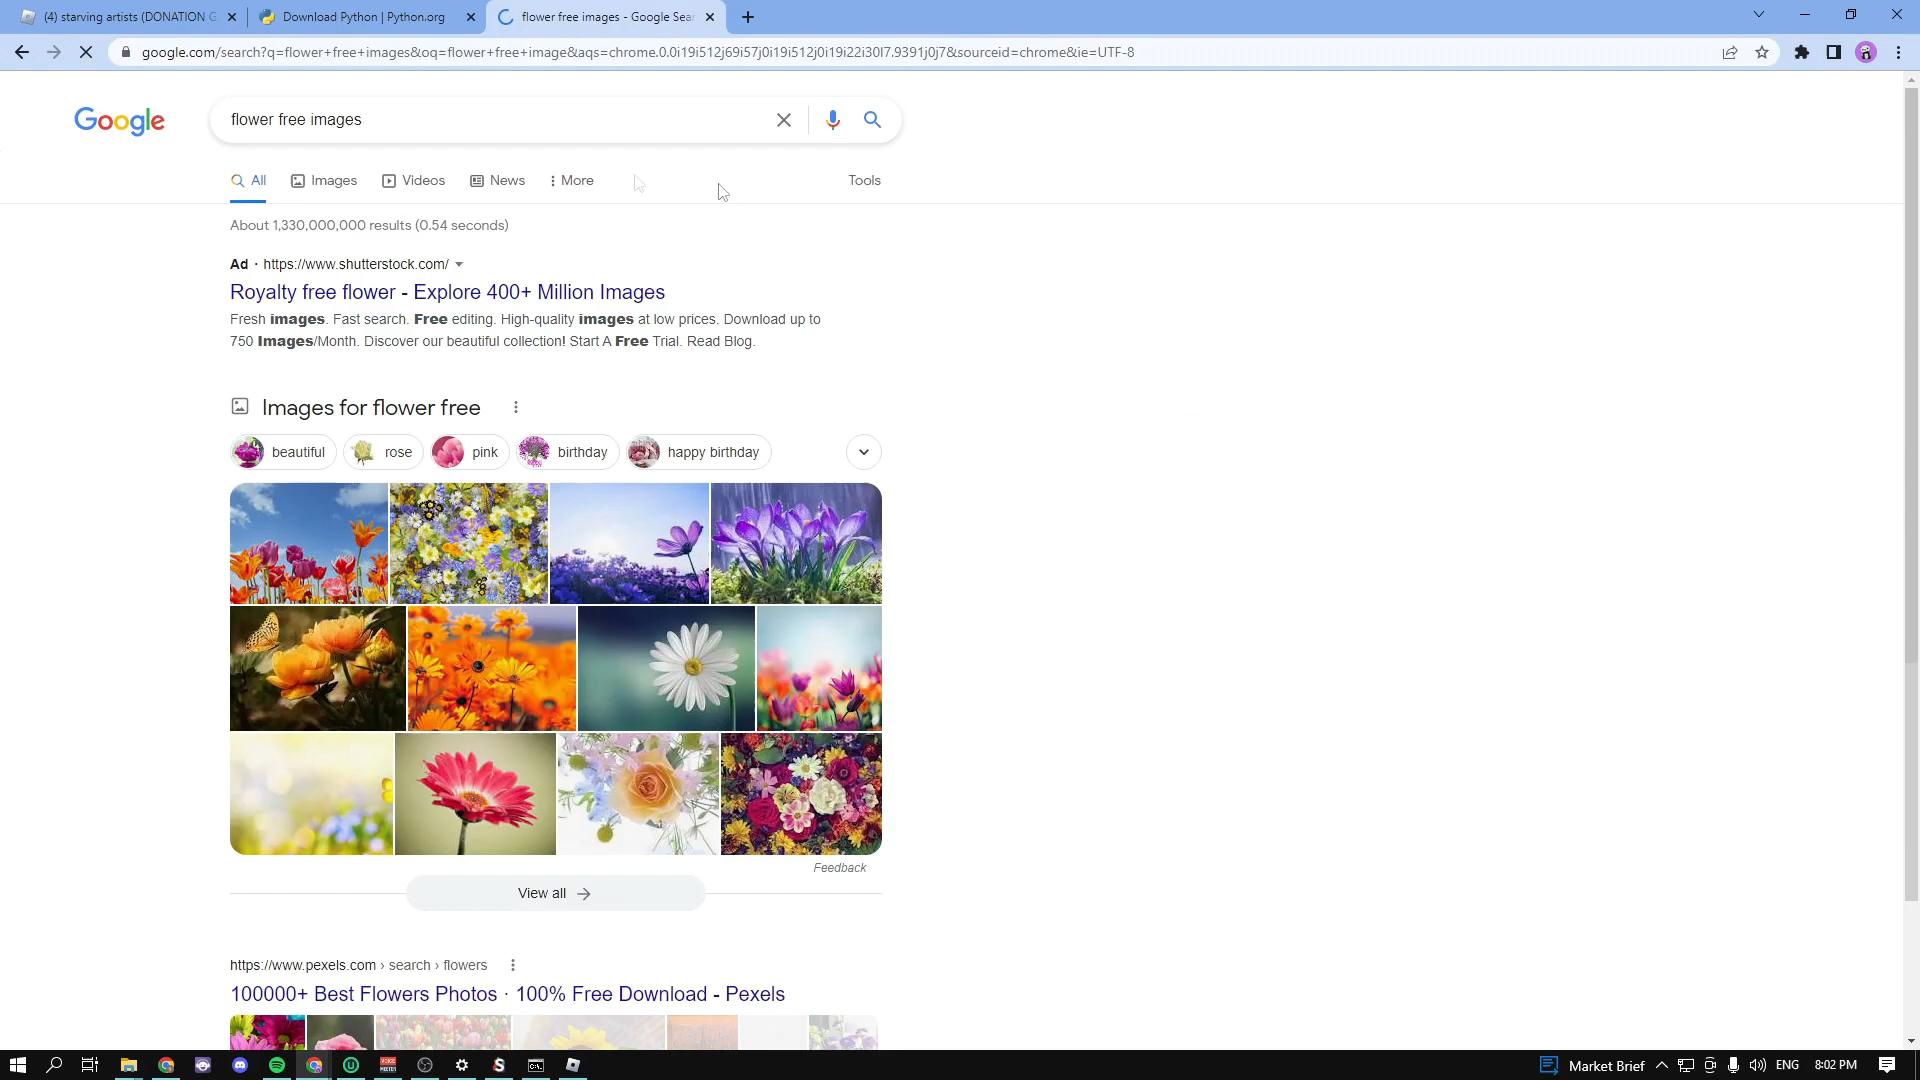 (4) starving artists (DONATION G
Download Python | Python.org
flower free images - Google Sear
google.com/search?q=flower+free+images&oq=flower+free+image&aqs=chrome.0.0i19i512j69i57j0i19i512j0i19i22i30l7.9391j0j7&sourceid=chrome&ie=UTF-8
Google
flower free images
All
Images
Videos
News
More
Tools
About 1,330,000,000 results (0.54 seconds)
Ad · https://www.shutterstock.com/
Royalty free flower - Explore 400+ Million Images
Fresh images. Fast search. Free editing. High-quality images at low prices. Download up to
750 Images/Month. Discover our beautiful collection! Start A Free Trial. Read Blog.
Images for flower free
beautiful
rose
pink
birthday
happy birthday
Feedback
View all
https://www.pexels.com › search › flowers
100000+ Best Flowers Photos · 100% Free Download - Pexels
Market Brief
ENG
8:02 PM